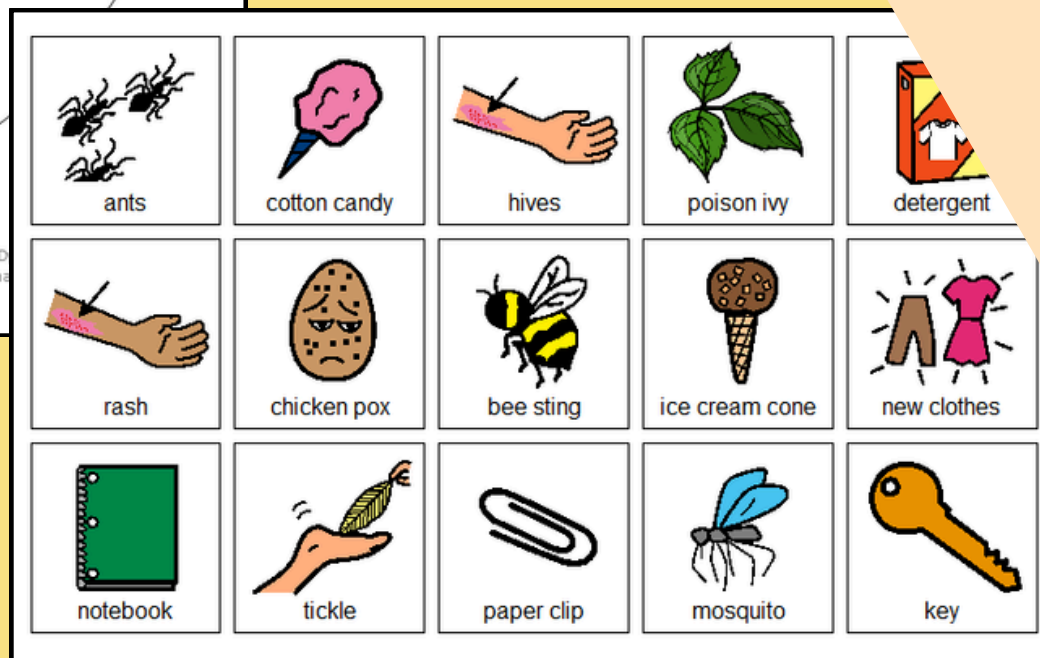 ants
cotton candy
hives
poison ivy
detergent
rash
chicken pox
bee sting
ice cream cone
new clothes
notebook
tickle
paper clip
mosquito
key